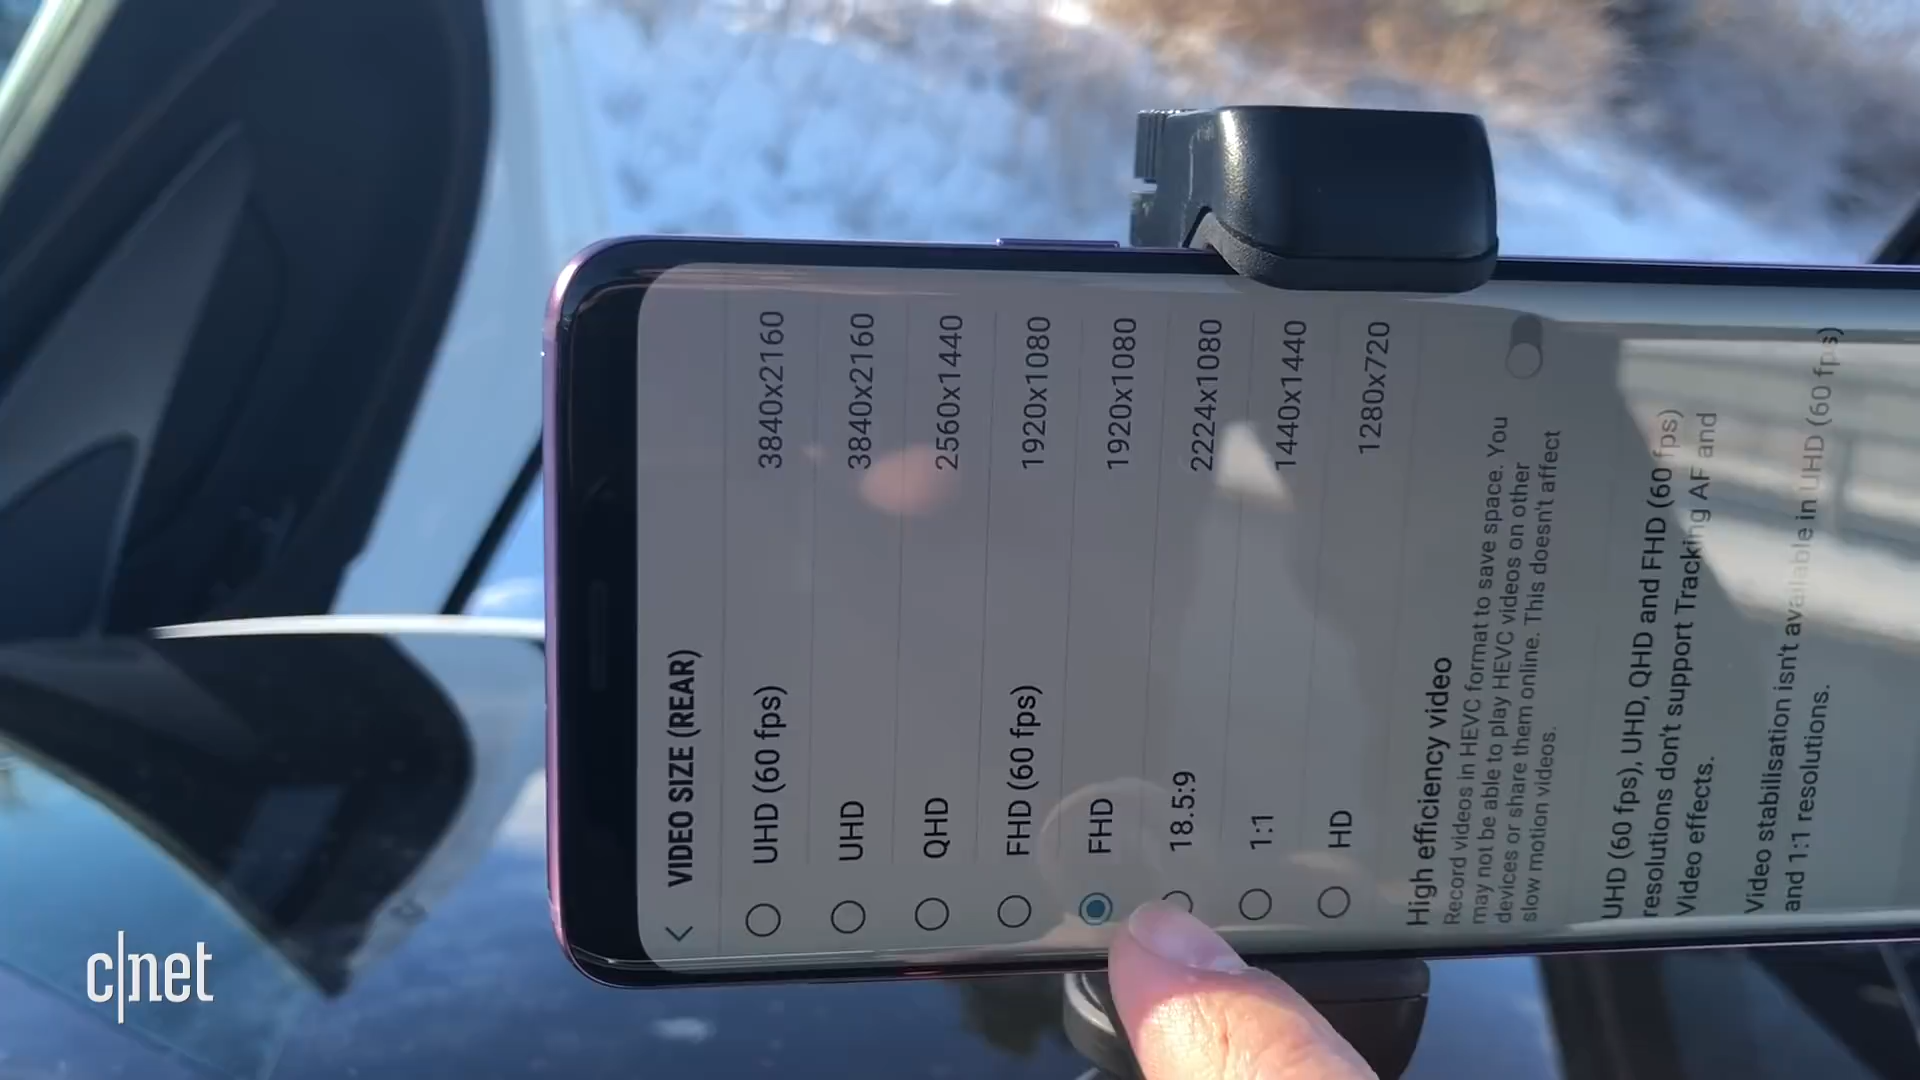 VIDEO SIZE (REAR)
UHD (60 fps) 3840x2160
UHD 3840x2160
QHD 2560x1440
FHD (60 fps) 1920x1080
FHD 1920x1080
18.5:9 2224x1080
1:1 1440x1440
HD 1280x720
High efficiency video
Record videos in HEVC format to save space. You
may not be able to play HEVC videos on other
devices or share them online. This doesn't affect
slow motion videos.
UHD (60 fps), UHD, QHD and FHD (60 fps)
resolutions don't support Tracking AF and
Video effects.
Video stabilisation isn't available in UHD (60 fps)
and 1:1 resolutions.
c|net